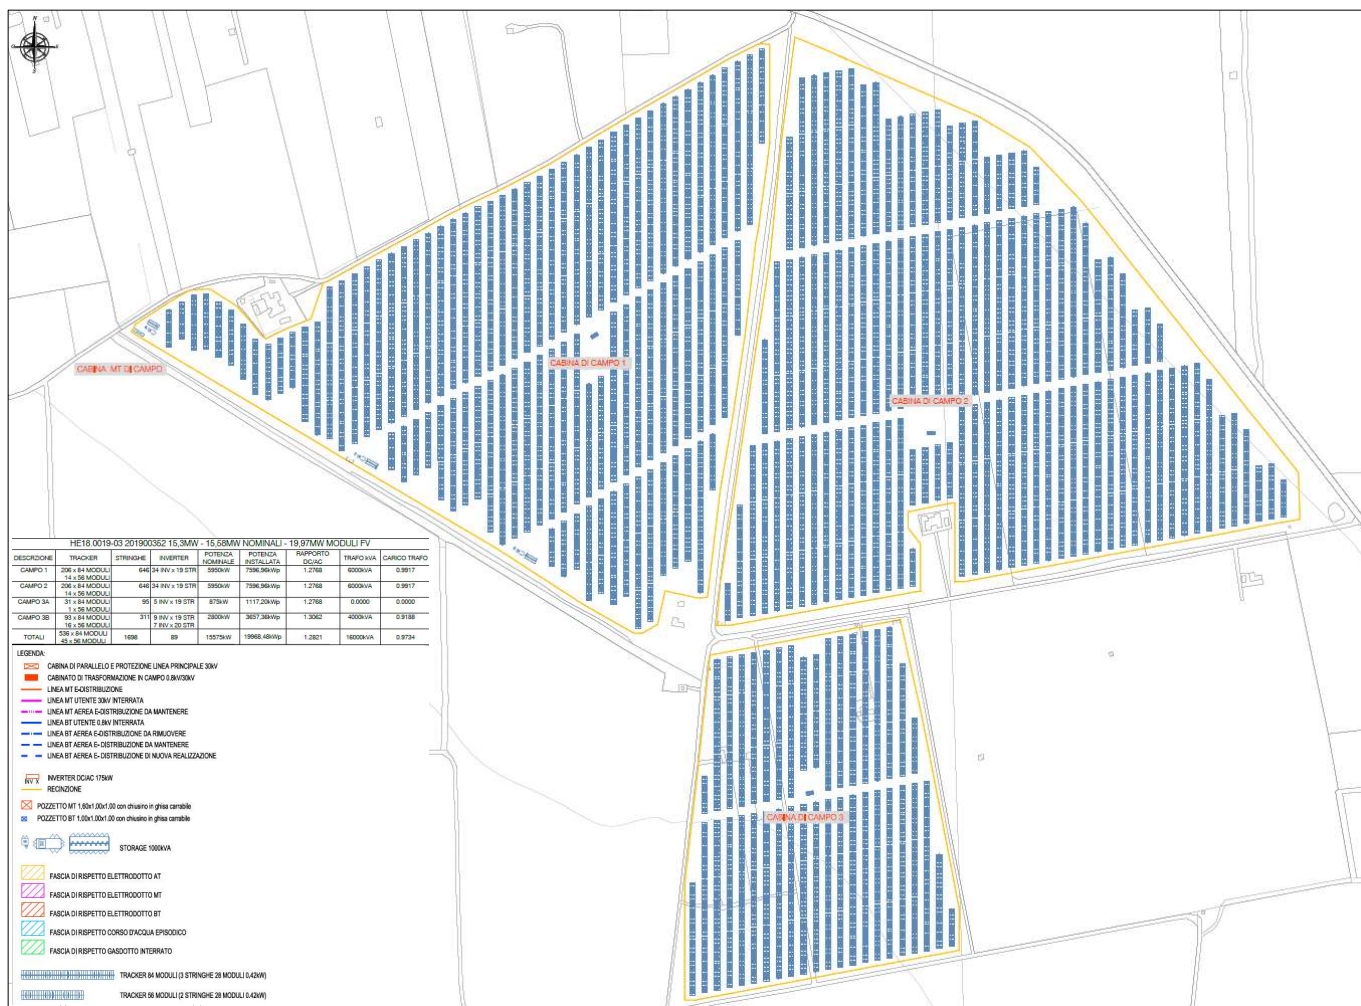 N
S
CABINA MT DI CAMPO
CABINA DI CAMPO 1
CABINA DI CAMPO 2
CABINA DI CAMPO 3
HE18.0019-03 201900352 15,3MW - 15,58MW NOMINALI - 19,97MW MODULI FV
DESCRZIONE TRACKER STRINGHE INVERTER POTENZA NOMINALE POTENZA INSTALLATA RAPPORTO DC/AC TRAFO kVA CARICO TRAFO
CAMPO 1 206 x 84 MODULI 14 x 56 MODULI 646 34 INV x 19 STR 5950kW 7596,96kWp 1.2768 6000kVA 0.9917
CAMPO 2 206 x 84 MODULI 14 x 56 MODULI 646 34 INV x 19 STR 5950kW 7596,96kWp 1.2768 6000kVA 0.9917
CAMPO 3A 31 x 84 MODULI 1 x 56 MODULI 95 5 INV x 19 STR 875kW 1117,20kWp 1.2768 0.0000 0.0000
CAMPO 3B 93 x 84 MODULI 16 x 56 MODULI 311 9 INV x 19 STR 7 INV x 20 STR 2800kW 3657,36kWp 1.3062 4000kVA 0.9188
TOTALI 536 x 84 MODULI 45 x 56 MODULI 1698 89 15575kW 19968,48kWp 1.2821 16000kVA 0.9734
LEGENDA:
CABINA DI PARALLELO E PROTEZIONE LINEA PRINCIPALE 30kV
CABINATO DI TRASFORMAZIONE IN CAMPO 0.8kV/30kV
LINEA MT E-DISTRIBUZIONE
LINEA MT UTENTE 30kV INTERRATA
LINEA MT AEREA E-DISTRIBUZIONE DA MANTENERE
LINEA BT UTENTE 0.8kV INTERRATA
LINEA BT AEREA E-DISTRIBUZIONE DA RIMUOVERE
LINEA BT AEREA E- DISTRIBUZIONE DA MANTENERE
LINEA BT AEREA E- DISTRIBUZIONE DI NUOVA REALIZZAZIONE
INV X INVERTER DC/AC 175kW
RECINZIONE
POZZETTO MT 1,60x1,00x1,00 con chiusino in ghisa carrabile
POZZETTO BT 1,00x1,00x1,00 con chiusino in ghisa carrabile
STORAGE 1000kVA
FASCIA DI RISPETTO ELETTRODOTTO AT
FASCIA DI RISPETTO ELETTRODOTTO MT
FASCIA DI RISPETTO ELETTRODOTTO BT
FASCIA DI RISPETTO CORSO D'ACQUA EPISODICO
FASCIA DI RISPETTO GASDOTTO INTERRATO
TRACKER 84 MODULI (3 STRINGHE 28 MODULI 0,42kW)
TRACKER 56 MODULI (2 STRINGHE 28 MODULI 0.42kW)